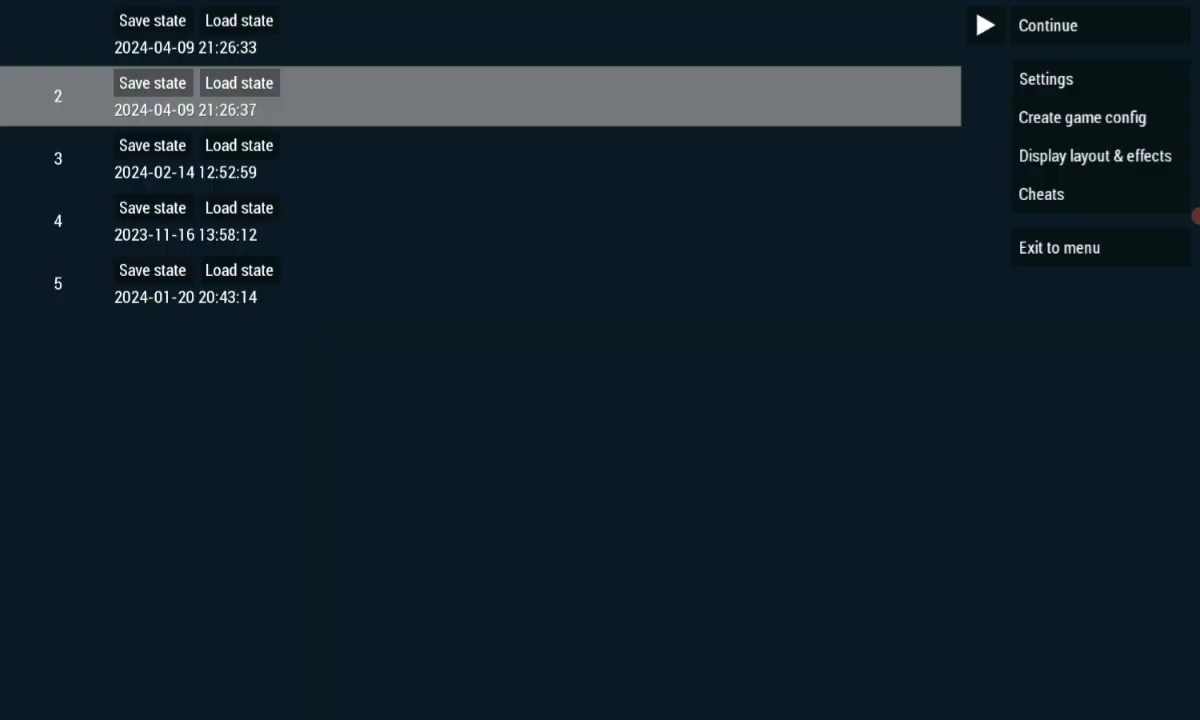 Save state Load state
2024-04-09 21:26:33
2
Save state Load state
2024-04-09 21:26:37
3
Save state Load state
2024-02-14 12:52:59
4
Save state Load state
2023-11-16 13:58:12
5
Save state Load state
2024-01-20 20:43:14
Continue
Settings
Create game config
Display layout & effects
Cheats
Exit to menu